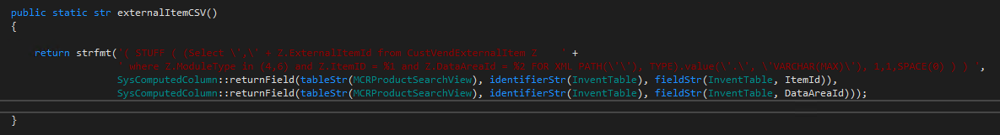 public static str externalItemCSV()
{
return strfmt('( STUFF ( (Select \',\' + Z.ExternalItemId from CustVendExternalItem Z    ' +
' where Z.ModuleType in (4,6) and Z.ItemID = %1 and Z.DataAreaId = %2 FOR XML PATH(\'\'), TYPE).value(\'.\', \'VARCHAR(MAX)\'), 1,1,SPACE(0) ) ) ',
SysComputedColumn::returnField(tableStr(MCRProductSearchView), identifierStr(InventTable), fieldStr(InventTable, ItemId)),
SysComputedColumn::returnField(tableStr(MCRProductSearchView), identifierStr(InventTable), fieldStr(InventTable, DataAreaId)));
}